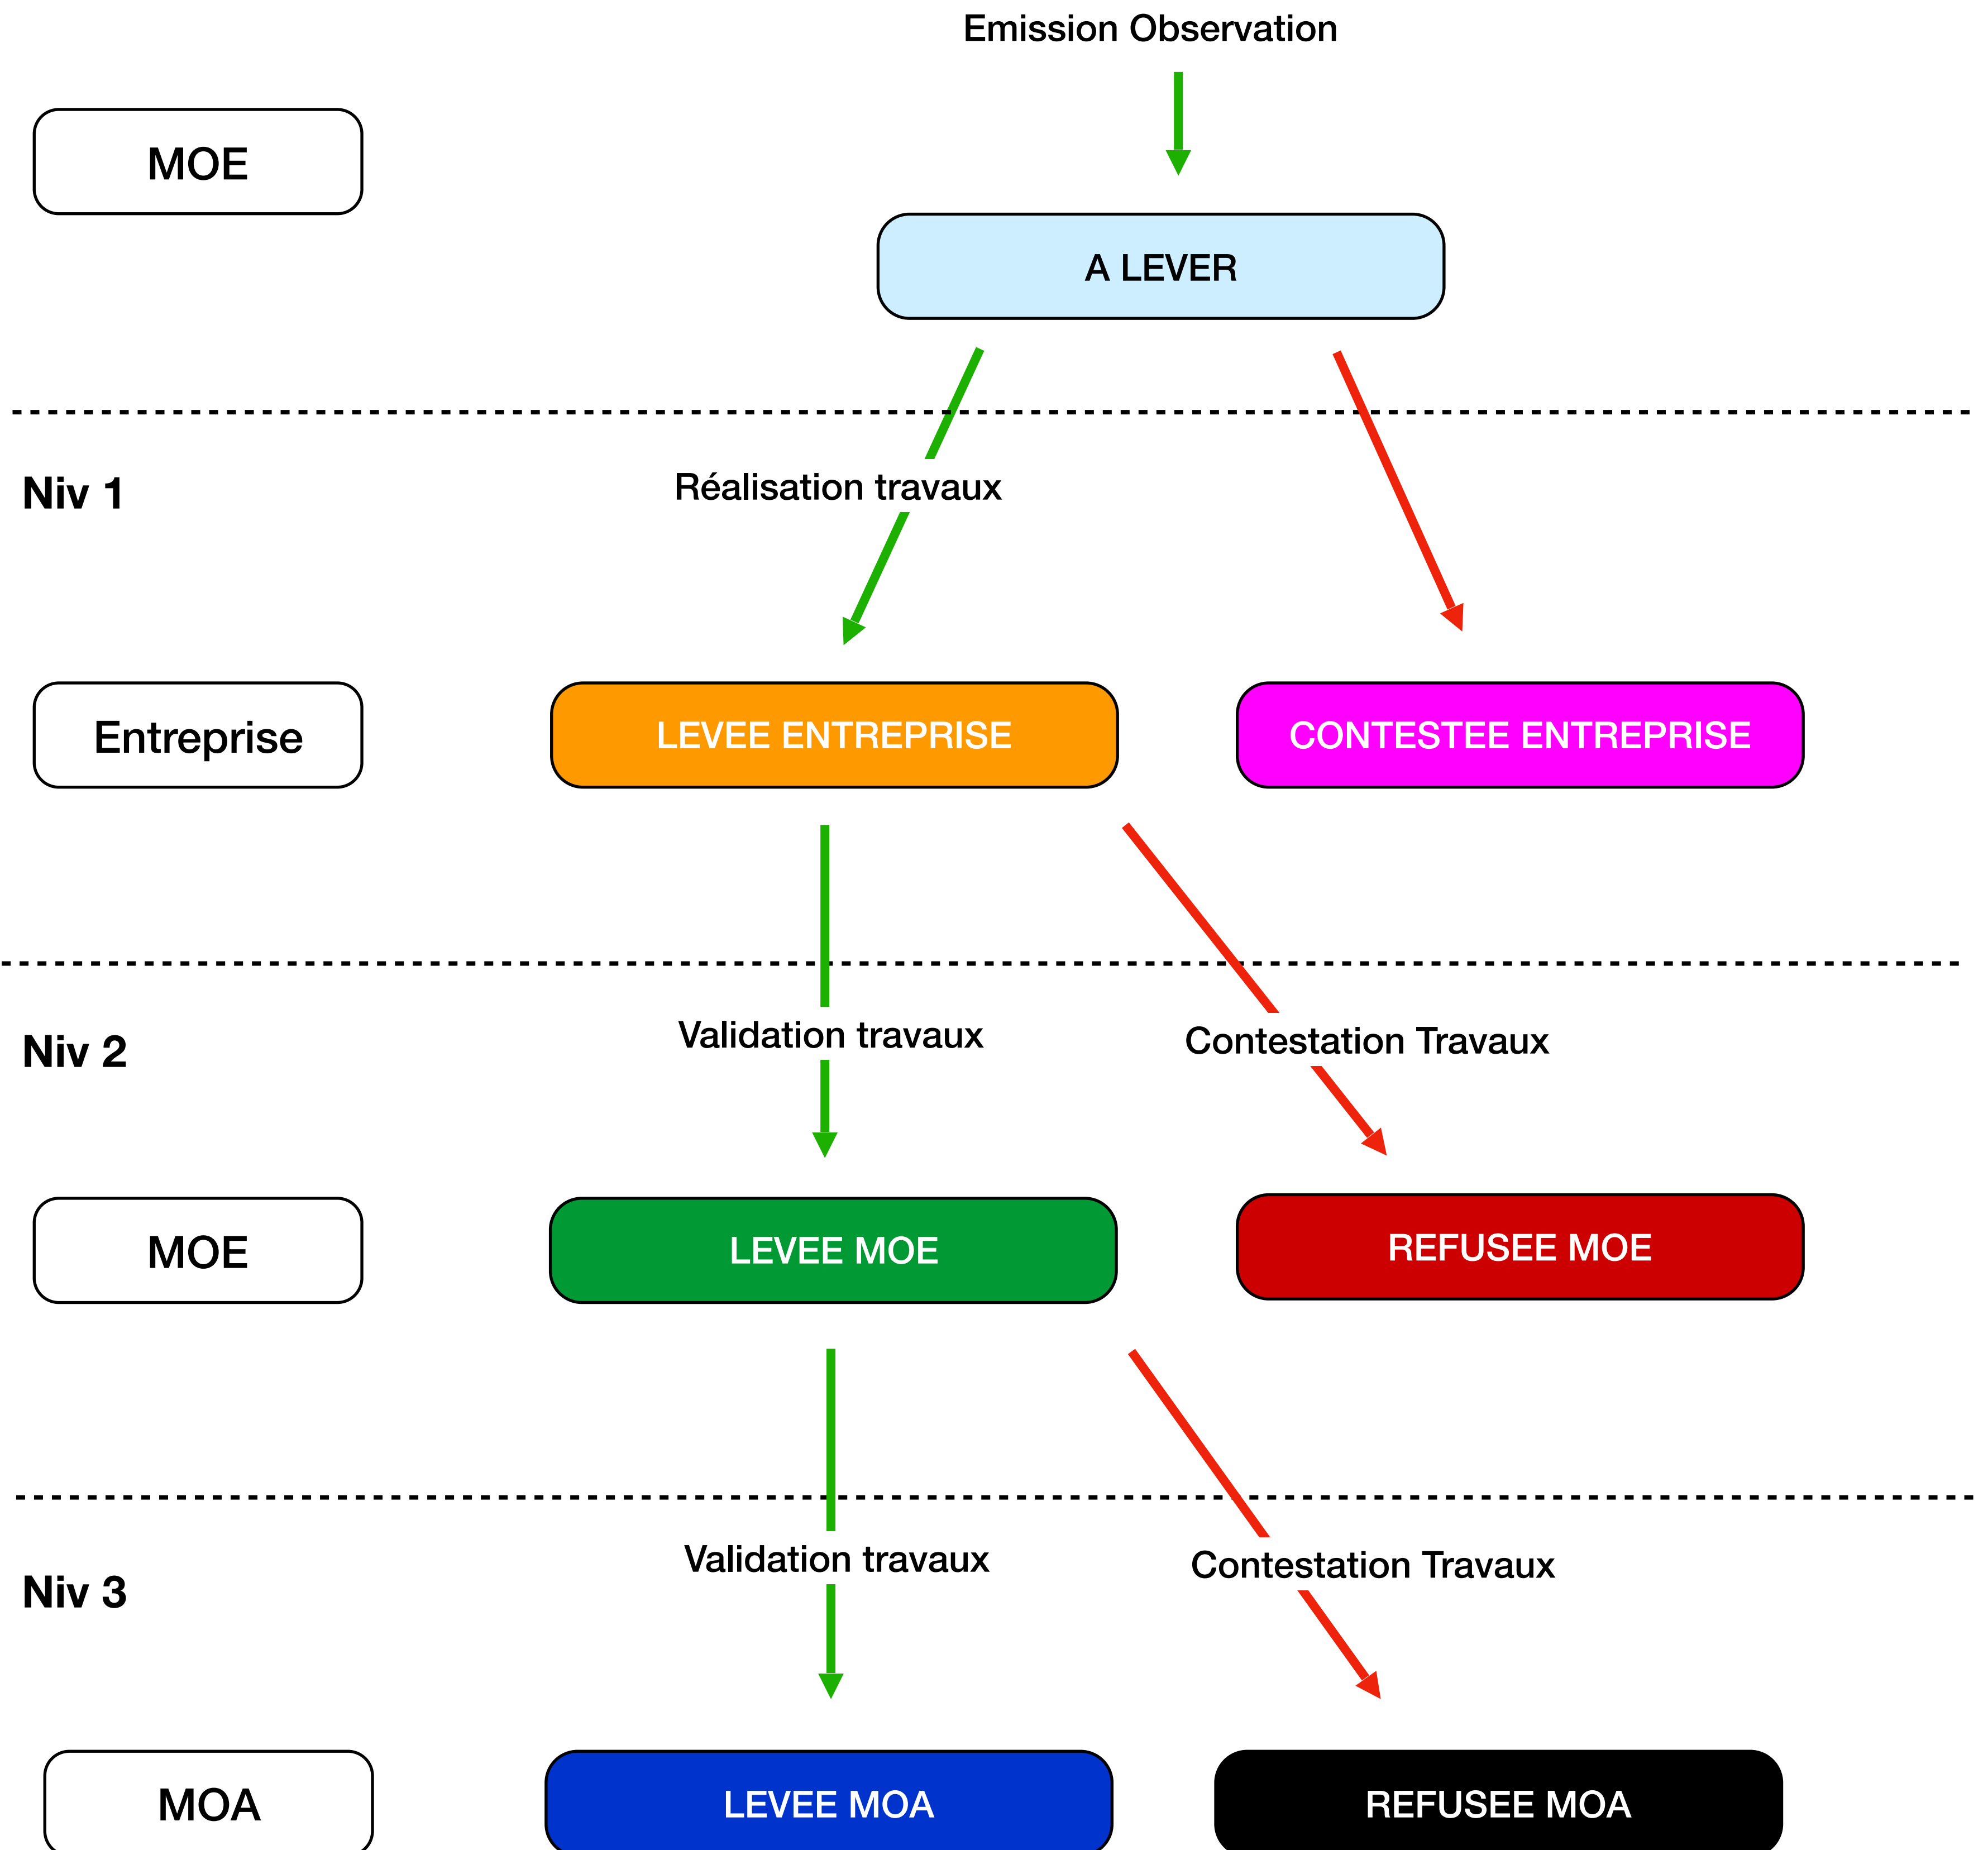 Emission Observation
MOE
A LEVER
Niv 1
Réalisation travaux
Entreprise
LEVEE ENTREPRISE
CONTESTEE ENTREPRISE
Niv 2
Validation travaux
Contestation Travaux
MOE
LEVEE MOE
REFUSEE MOE
Niv 3
Validation travaux
Contestation Travaux
MOA
LEVEE MOA
REFUSEE MOA